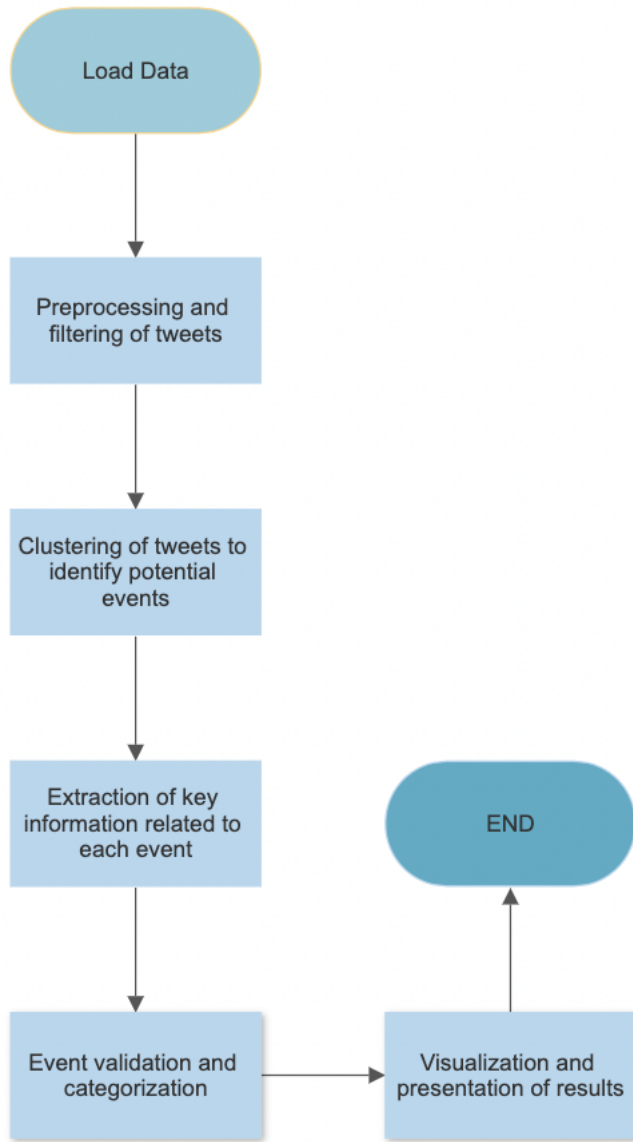 Load Data
Preprocessing and
filtering of tweets
Clustering of tweets to
identify potential
events
Extraction of key
information related to
each event
Event validation and
categorization
Visualization and
presentation of results
END